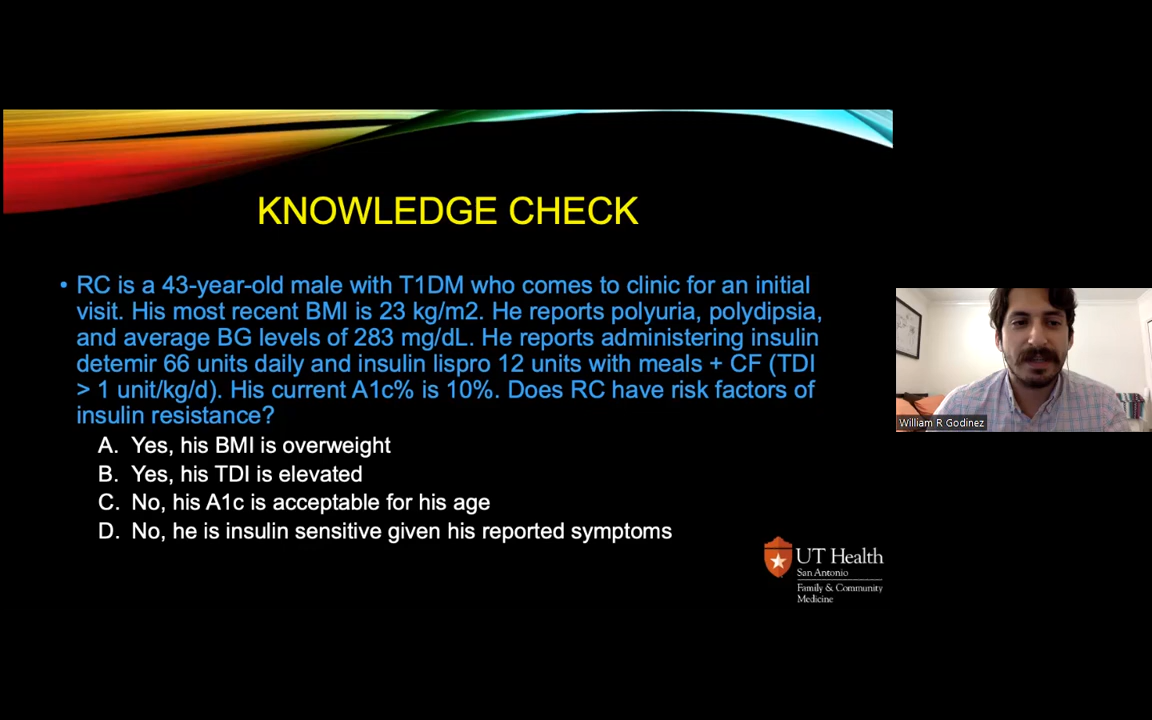 KNOWLEDGE CHECK
• RC is a 43-year-old male with T1DM who comes to clinic for an initial
visit. His most recent BMI is 23 kg/m2. He reports polyuria, polydipsia,
and average BG levels of 283 mg/dL. He reports administering insulin
detemir 66 units daily and insulin lispro 12 units with meals + CF (TDI
> 1 unit/kg/d). His current A1c% is 10%. Does RC have risk factors of
insulin resistance?
A. Yes, his BMI is overweight
B. Yes, his TDI is elevated
C. No, his A1c is acceptable for his age
D. No, he is insulin sensitive given his reported symptoms
UT Health
San Antonio
Family & Community
Medicine
William R Godinez